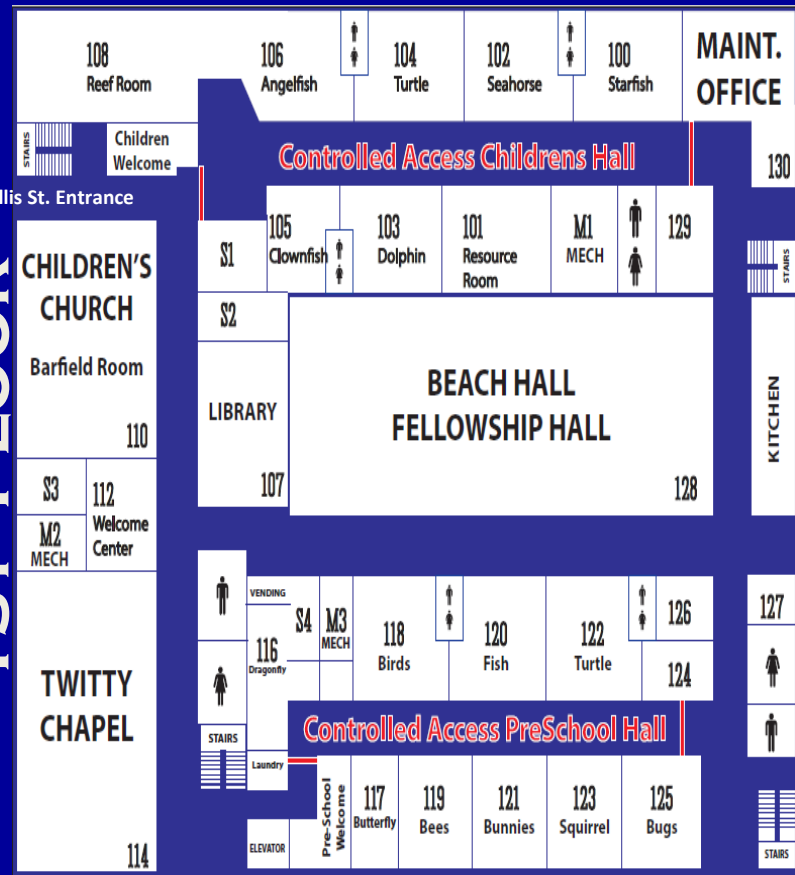 108
Reef Room
106
Angelfish
104
Turtle
102
Seahorse
100
Starfish
MAINT.
OFFICE
130
STAIRS
Children
Welcome
Controlled Access Childrens Hall
lis St. Entrance
CHILDREN'S
CHURCH
Barfield Room
110
S1
S2
105
Clownfish
103
Dolphin
101
Resource
Room
M1
MECH
129
STAIRS
LIBRARY
107
BEACH HALL
FELLOWSHIP HALL
128
KITCHEN
S3
M2
MECH
112
Welcome
Center
TWITTY
CHAPEL
114
VENDING
116
Dragonfly
S4
M3
MECH
118
Birds
120
Fish
122
Turtle
126
124
127
STAIRS
Laundry
Controlled Access PreSchool Hall
ELEVATOR
Pre-School
Welcome
117
Butterfly
119
Bees
121
Bunnies
123
Squirrel
125
Bugs
STAIRS